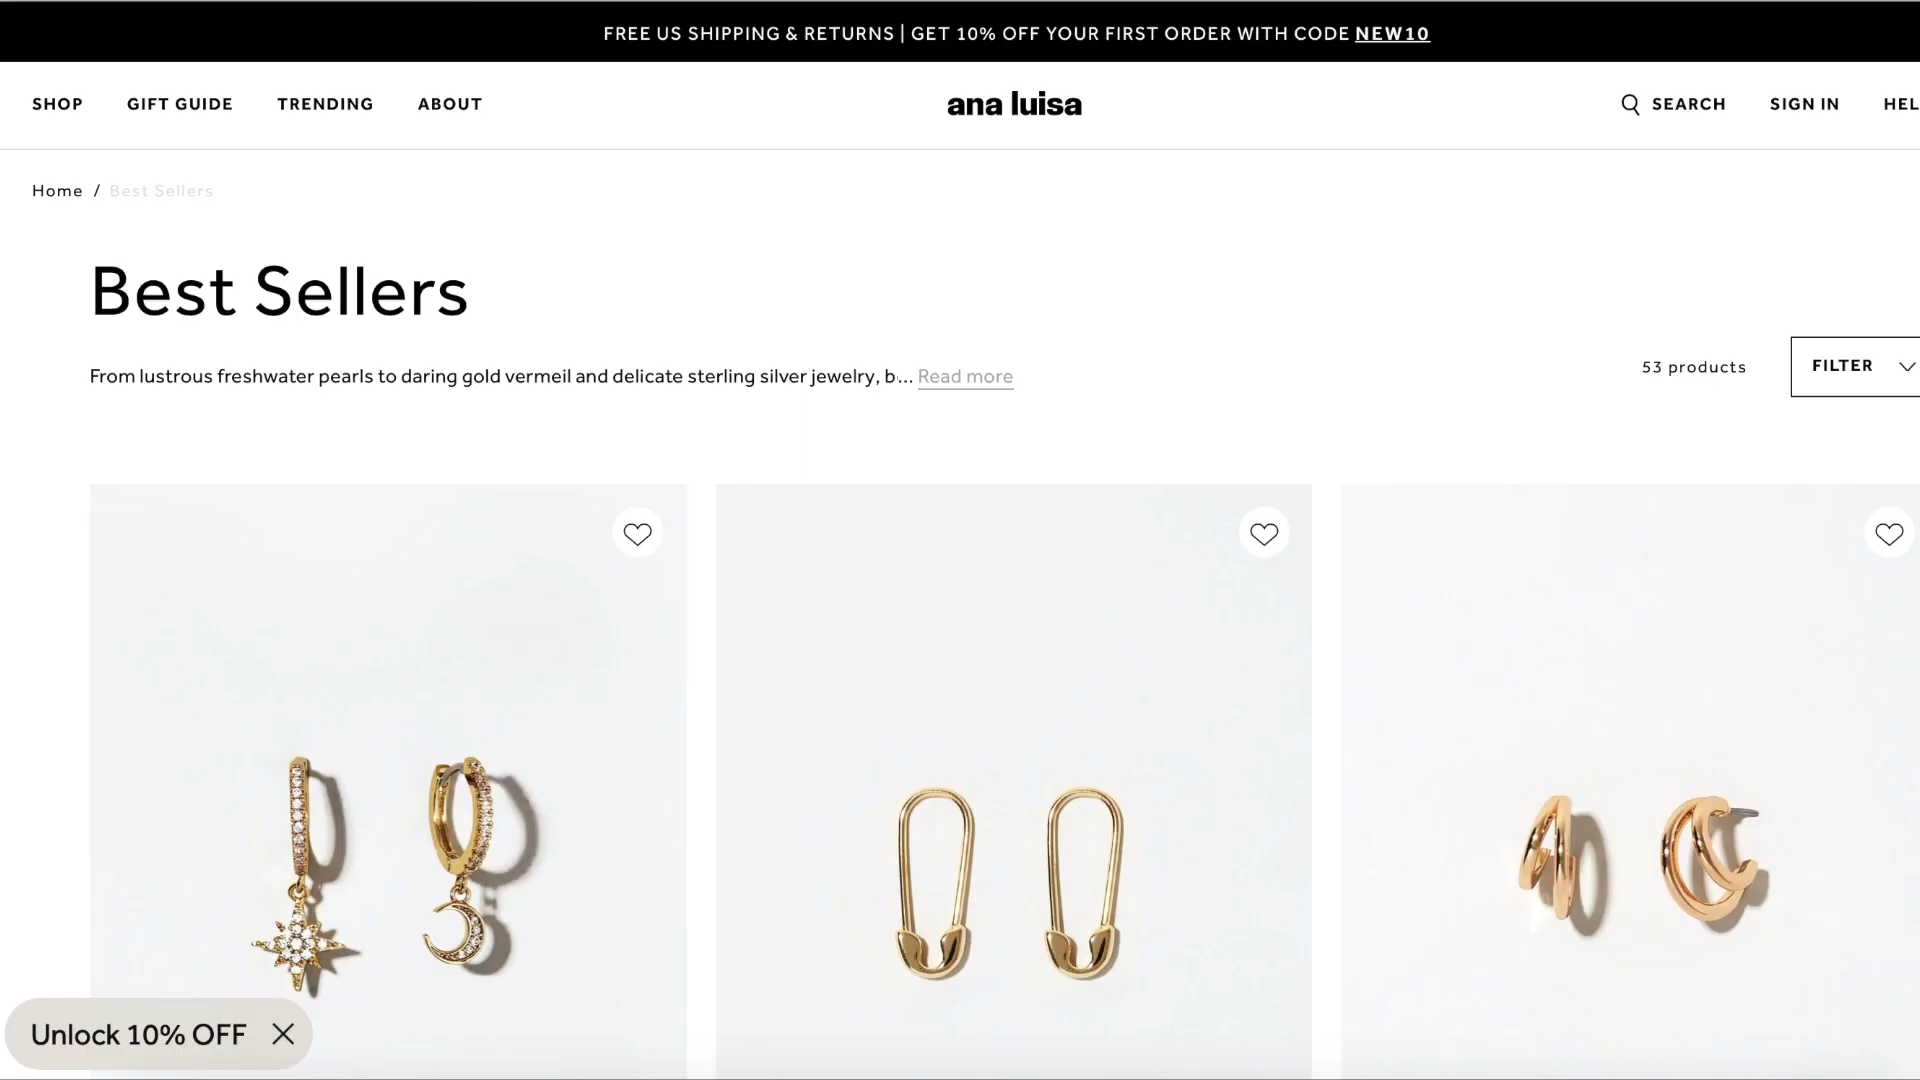 FREE US SHIPPING & RETURNS | GET 10% OFF YOUR FIRST ORDER WITH CODE NEW10
SHOP GIFT GUIDE TRENDING ABOUT ana luisa SEARCH SIGN IN HEL
Home / Best Sellers
Best Sellers
From lustrous freshwater pearls to daring gold vermeil and delicate sterling silver jewelry, b... Read more
53 products FILTER
Unlock 10% OFF